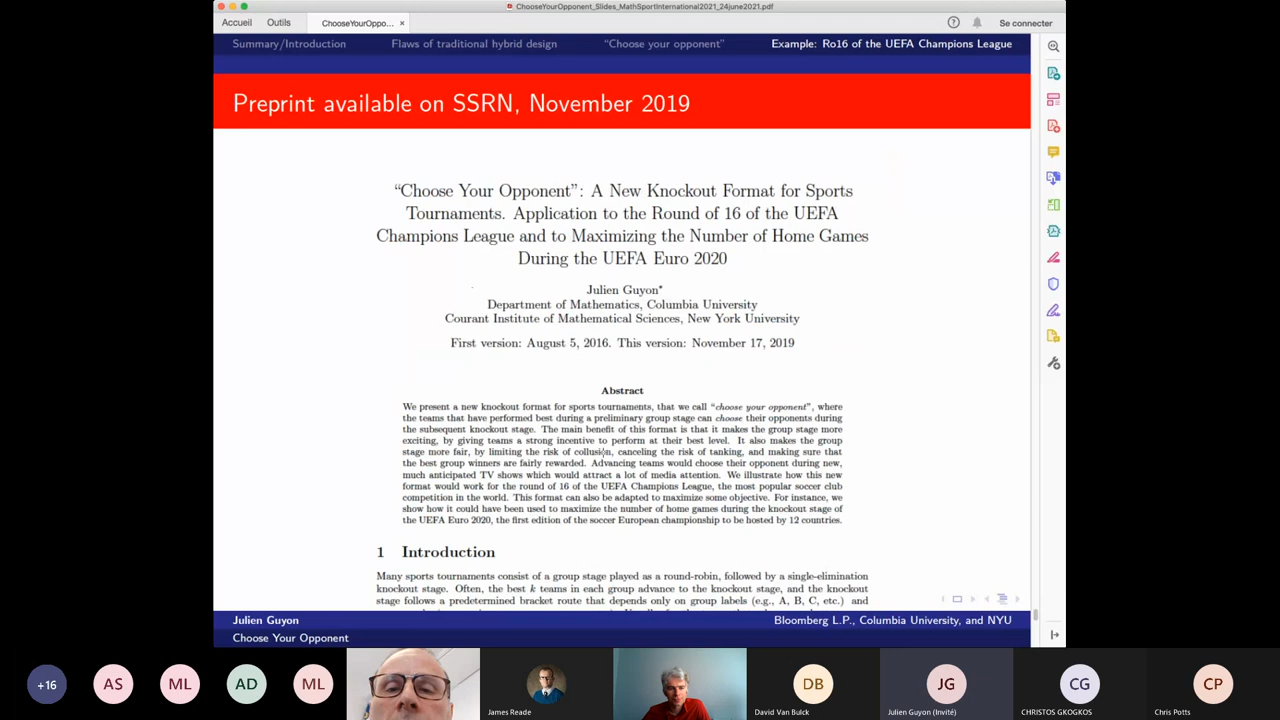 ChooseYourOpponent_Slides_MathSportInternational2021_24june2021.pdf
Accueil Outils ChooseYourOppo... × Se connecter
Summary/Introduction Flaws of traditional hybrid design “Choose your opponent” Example: Ro16 of the UEFA Champions League
Preprint available on SSRN, November 2019
“Choose Your Opponent”: A New Knockout Format for Sports
Tournaments. Application to the Round of 16 of the UEFA
Champions League and to Maximizing the Number of Home Games
During the UEFA Euro 2020
Julien Guyon*
Department of Mathematics, Columbia University
Courant Institute of Mathematical Sciences, New York University
First version: August 5, 2016. This version: November 17, 2019
Abstract
We present a new knockout format for sports tournaments, that we call “choose your opponent”, where
the teams that have performed best during a preliminary group stage can choose their opponents during
the subsequent knockout stage. The main benefit of this format is that it makes the group stage more
exciting, by giving teams a strong incentive to perform at their best level. It also makes the group
stage more fair, by limiting the risk of collusion, canceling the risk of tanking, and making sure that
the best group winners are fairly rewarded. Advancing teams would choose their opponent during new,
much anticipated TV shows which would attract a lot of media attention. We illustrate how this new
format would work for the round of 16 of the UEFA Champions League, the most popular soccer club
competition in the world. This format can also be adapted to maximize some objective. For instance, we
show how it could have been used to maximize the number of home games during the knockout stage of
the UEFA Euro 2020, the first edition of the soccer European championship to be hosted by 12 countries.
1 Introduction
Many sports tournaments consist of a group stage played as a round-robin, followed by a single-elimination
knockout stage. Often, the best k teams in each group advance to the knockout stage, and the knockout
stage follows a predetermined bracket route that depends only on group labels (e.g., A, B, C, etc.) and
Julien Guyon Bloomberg L.P., Columbia University, and NYU
Choose Your Opponent
+16 AS ML AD ML DB JG CG CP
James Reade David Van Bulck Julien Guyon (Invité) CHRISTOS GKOGKOS Chris Potts